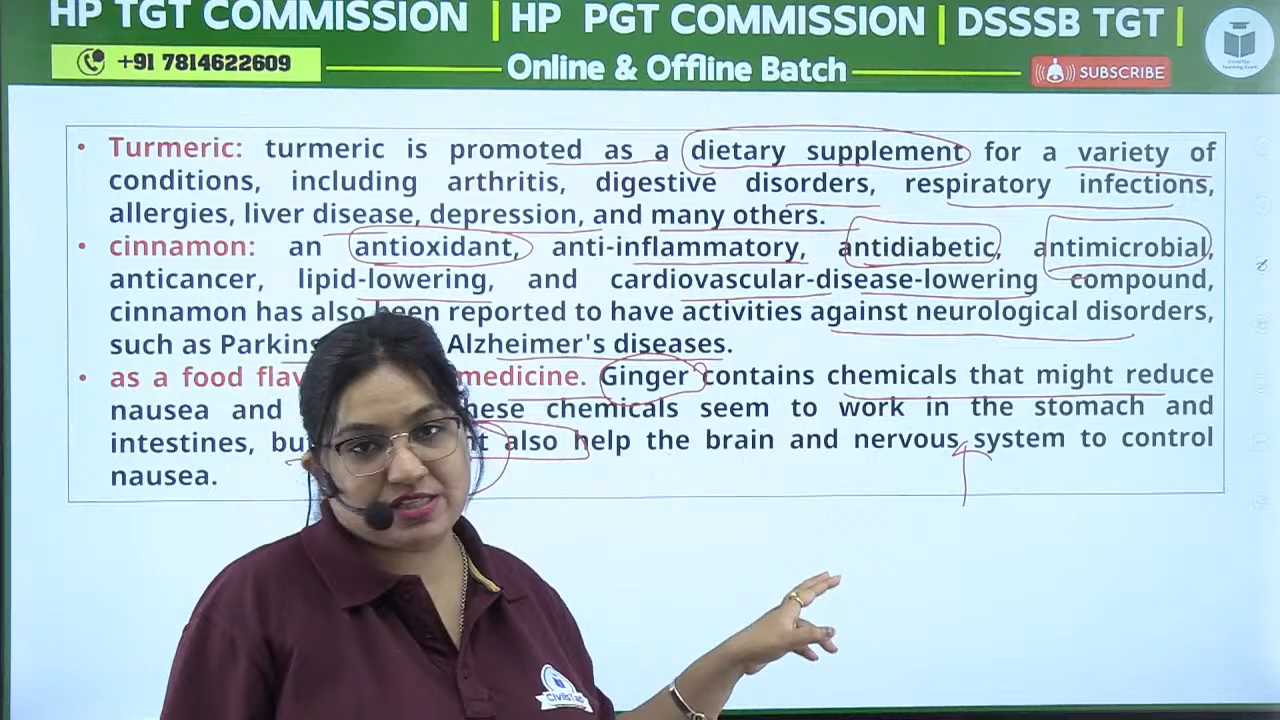 HP TGT COMMISSION | HP PGT COMMISSION | DSSSB TGT |
+91 7814622609
Online & Offline Batch
SUBSCRIBE
• Turmeric: turmeric is promoted as a dietary supplement for a variety of
conditions, including arthritis, digestive disorders, respiratory infections,
allergies, liver disease, depression, and many others.
• cinnamon: an antioxidant, anti-inflammatory, antidiabetic, antimicrobial,
anticancer, lipid-lowering, and cardiovascular-disease-lowering compound,
cinnamon has also been reported to have activities against neurological disorders,
such as Alzheimer's diseases.
• as a food medicine. Ginger contains chemicals that might reduce
nausea and chemicals seem to work in the stomach and
intestines, also help the brain and nervous system to control
nausea.